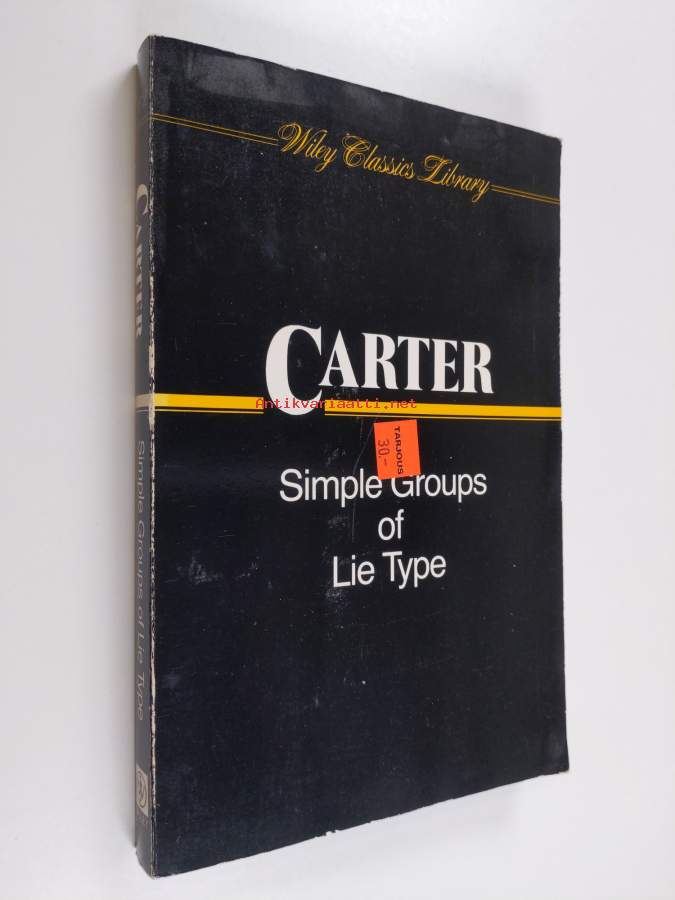 Wiley Classics Library
CARTER
Antikvariaatti.net
TARJOUS
30.-
Simple Groups
of
Lie Type
CARTER
Simple Groups of Lie Type